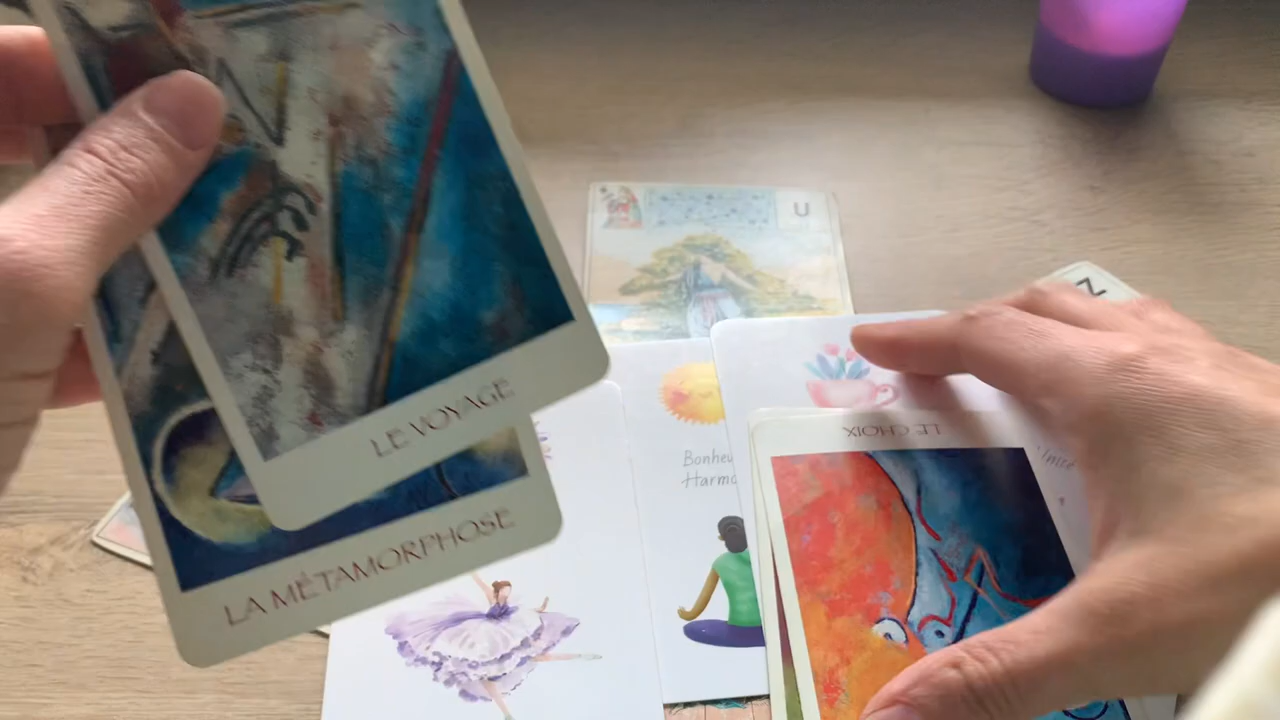 LE VOYAGE
LA MÉTAMORPHOSE
U
N
LE CHOIX
Bonheu
Harmo